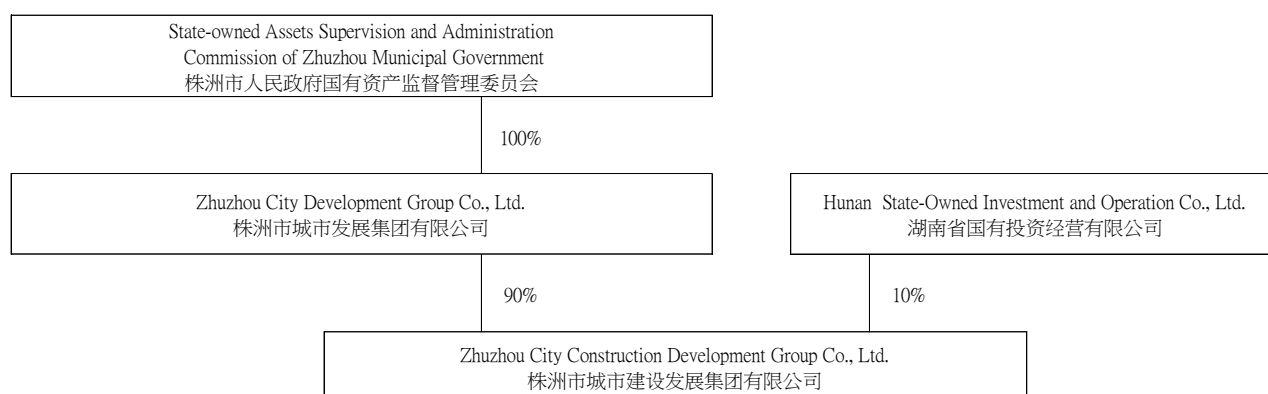 State-owned Assets Supervision and Administration
Commission of Zhuzhou Municipal Government
株洲市人民政府国有资产监督管理委员会
100%
Zhuzhou City Development Group Co., Ltd.
株洲市城市发展集团有限公司
Hunan State-Owned Investment and Operation Co., Ltd.
湖南省国有投资经营有限公司
90%
10%
Zhuzhou City Construction Development Group Co., Ltd.
株洲市城市建设发展集团有限公司